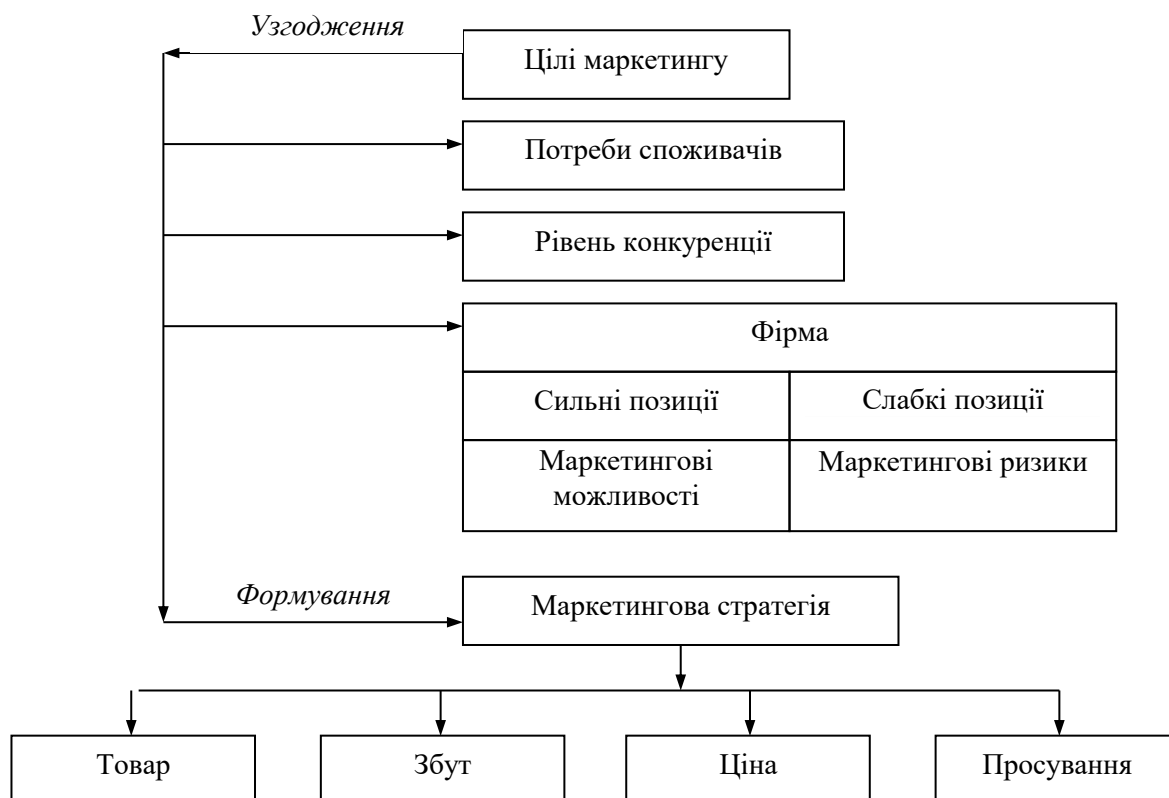 Узгодження
Цілі маркетингу
Потреби споживачів
Рівень конкуренції
Фірма
Сильні позиції
Слабкі позиції
Маркетингові
можливості
Маркетингові ризики
Формування
Маркетингова стратегія
Товар
Збут
Ціна
Просування